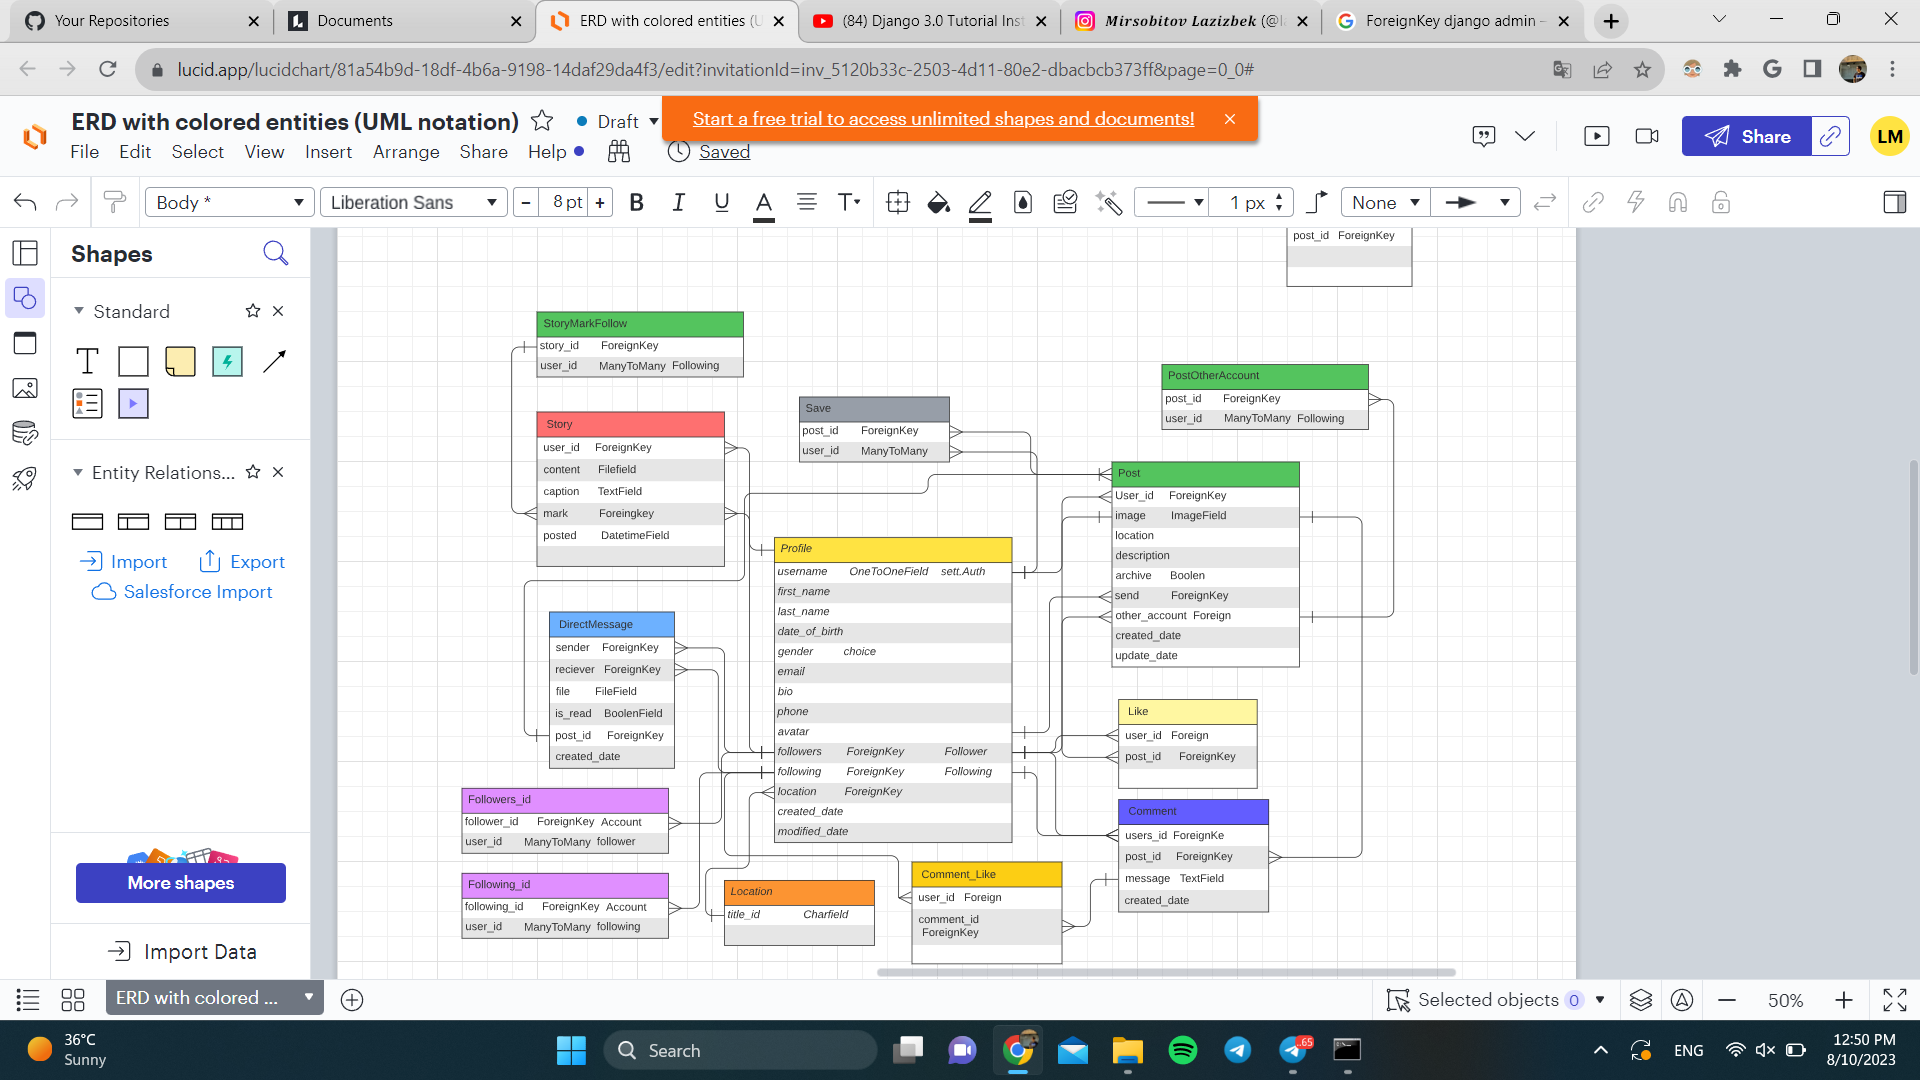 Your Repositories
Documents
ERD with colored entities (U
(84) Django 3.0 Tutorial Inst
Mirsobitov Lazizbek (@la
ForeignKey django admin -
lucid.app/lucidchart/81a54b9d-18df-4b6a-9198-14daf29da4f3/edit?invitationId=inv_5120b33c-2503-4d11-80e2-dbacbcb373ff&page=0_0#
ERD with colored entities (UML notation)
Draft
Start a free trial to access unlimited shapes and documents!
Share
LM
File Edit Select View Insert Arrange Share Help
Saved
Body *
Liberation Sans
- 8 pt +
B I U A
1 px
None
Shapes
Standard
T
Entity Relations...
Import
Export
Salesforce Import
More shapes
Import Data
post_id ForeignKey
StoryMarkFollow
story_id ForeignKey
user_id ManyToMany Following
Story
user_id ForeignKey
content Filefield
caption TextField
mark Foreingkey
posted DatetimeField
Save
post_id ForeignKey
user_id ManyToMany
PostOtherAccount
post_id ForeignKey
user_id ManyToMany Following
Post
User_id ForeignKey
image ImageField
location
description
archive Boolen
send ForeignKey
other_account Foreign
created_date
update_date
Profile
username OneToOneField sett.Auth
first_name
last_name
date_of_birth
gender choice
email
bio
phone
avatar
followers ForeignKey Follower
following ForeignKey Following
location ForeignKey
created_date
modified_date
DirectMessage
sender ForeignKey
reciever ForeignKey
file FileField
is_read BoolenField
post_id ForeignKey
created_date
Like
user_id Foreign
post_id ForeignKey
Followers_id
follower_id ForeignKey Account
user_id ManyToMany follower
Comment
users_id ForeignKe
post_id ForeignKey
message TextField
created_date
Following_id
following_id ForeignKey Account
user_id ManyToMany following
Location
title_id Charfield
Comment_Like
user_id Foreign
comment_id
ForeignKey
ERD with colored ...
Selected objects 0
50%
36°C
Sunny
Search
65
ENG
12:50 PM
8/10/2023